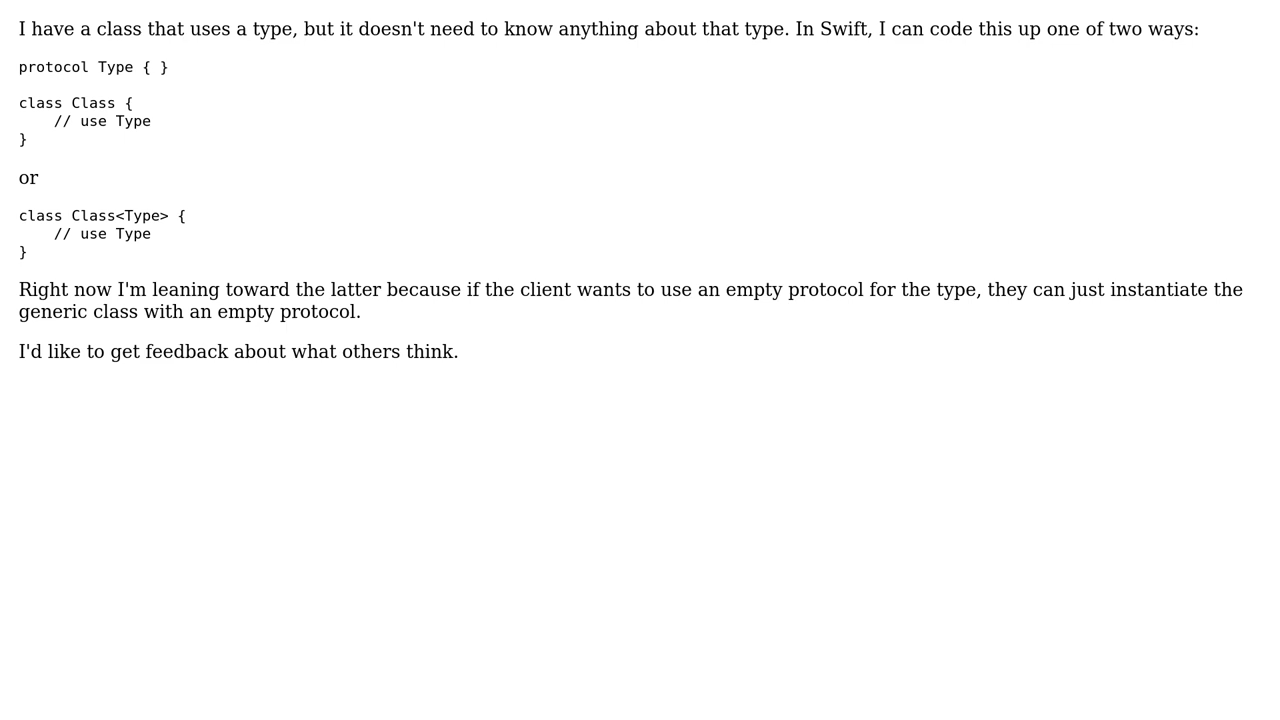 I have a class that uses a type, but it doesn't need to know anything about that type. In Swift, I can code this up one of two ways:
protocol Type { }
class Class {
    // use Type
}
or
class Class<Type> {
    // use Type
}
Right now I'm leaning toward the latter because if the client wants to use an empty protocol for the type, they can just instantiate the
generic class with an empty protocol.
I'd like to get feedback about what others think.